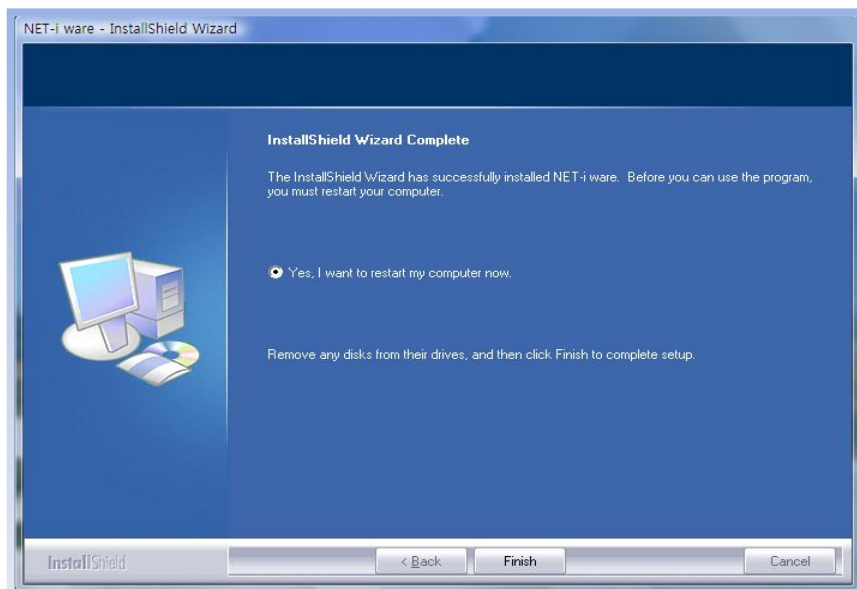 NET-i ware - InstallShield Wizard
InstallShield Wizard Complete
The InstallShield Wizard has successfully installed NET-i ware. Before you can use the program,
you must restart your computer.
Yes, I want to restart my computer now.
Remove any disks from their drives, and then click Finish to complete setup.
InstallShield
< Back
Finish
Cancel